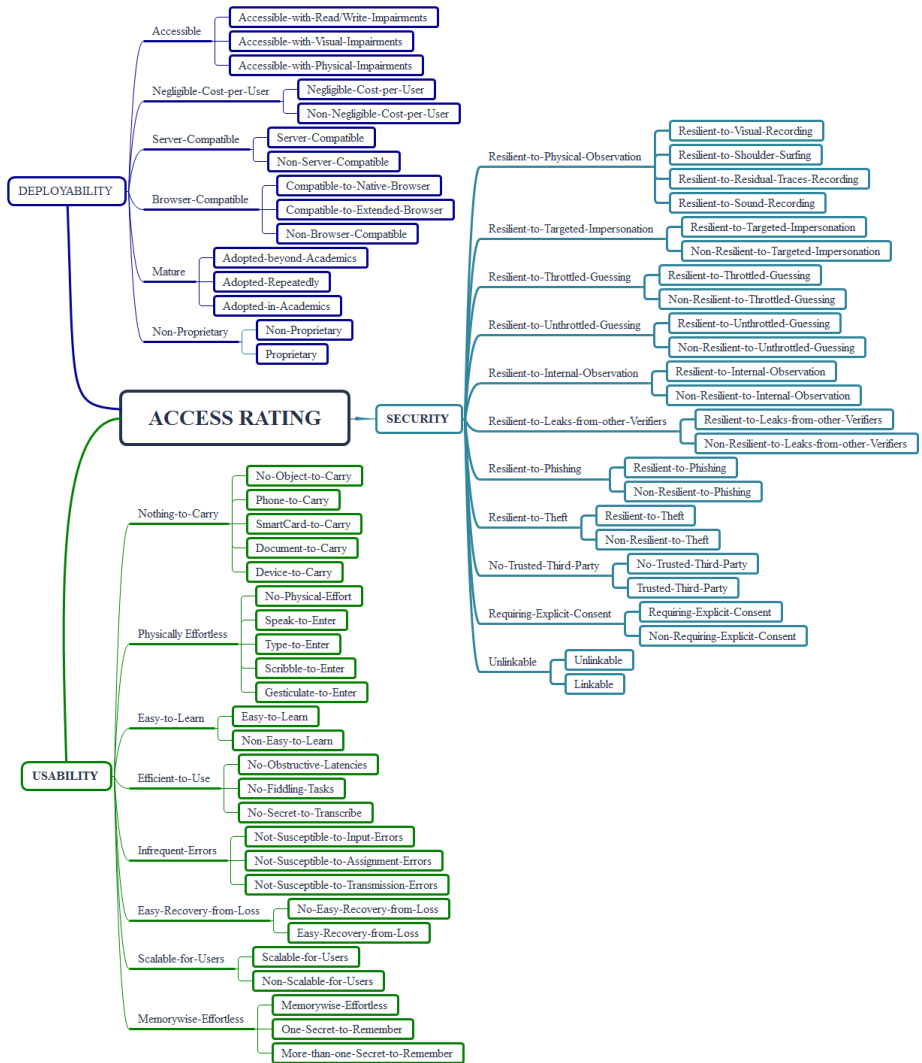 ACCESS RATING
DEPLOYABILITY
Accessible
Accessible-with-Read/Write-Impairments
Accessible-with-Visual-Impairments
Accessible-with-Physical-Impairments
Negligible-Cost-per-User
Negligible-Cost-per-User
Non-Negligible-Cost-per-User
Server-Compatible
Server-Compatible
Non-Server-Compatible
Browser-Compatible
Compatible-to-Native-Browser
Compatible-to-Extended-Browser
Non-Browser-Compatible
Mature
Adopted-beyond-Academics
Adopted-Repeatedly
Adopted-in-Academics
Non-Proprietary
Non-Proprietary
Proprietary
SECURITY
Resilient-to-Physical-Observation
Resilient-to-Visual-Recording
Resilient-to-Shoulder-Surfing
Resilient-to-Residual-Traces-Recording
Resilient-to-Sound-Recording
Resilient-to-Targeted-Impersonation
Resilient-to-Targeted-Impersonation
Non-Resilient-to-Targeted-Impersonation
Resilient-to-Throttled-Guessing
Resilient-to-Throttled-Guessing
Non-Resilient-to-Throttled-Guessing
Resilient-to-Unthrottled-Guessing
Resilient-to-Unthrottled-Guessing
Non-Resilient-to-Unthrottled-Guessing
Resilient-to-Internal-Observation
Resilient-to-Internal-Observation
Non-Resilient-to-Internal-Observation
Resilient-to-Leaks-from-other-Verifiers
Resilient-to-Leaks-from-other-Verifiers
Non-Resilient-to-Leaks-from-other-Verifiers
Resilient-to-Phishing
Resilient-to-Phishing
Non-Resilient-to-Phishing
Resilient-to-Theft
Resilient-to-Theft
Non-Resilient-to-Theft
No-Trusted-Third-Party
No-Trusted-Third-Party
Trusted-Third-Party
Requiring-Explicit-Consent
Requiring-Explicit-Consent
Non-Requiring-Explicit-Consent
Unlinkable
Unlinkable
Linkable
USABILITY
Nothing-to-Carry
No-Object-to-Carry
Phone-to-Carry
SmartCard-to-Carry
Document-to-Carry
Device-to-Carry
Physically Effortless
No-Physical-Effort
Speak-to-Enter
Type-to-Enter
Scribble-to-Enter
Gesticulate-to-Enter
Easy-to-Learn
Easy-to-Learn
Non-Easy-to-Learn
Efficient-to-Use
No-Obstructive-Latencies
No-Fiddling-Tasks
No-Secret-to-Transcribe
Infrequent-Errors
Not-Susceptible-to-Input-Errors
Not-Susceptible-to-Assignment-Errors
Not-Susceptible-to-Transmission-Errors
Easy-Recovery-from-Loss
No-Easy-Recovery-from-Loss
Easy-Recovery-from-Loss
Scalable-for-Users
Scalable-for-Users
Non-Scalable-for-Users
Memorywise-Effortless
Memorywise-Effortless
One-Secret-to-Remember
More-than-one-Secret-to-Remember